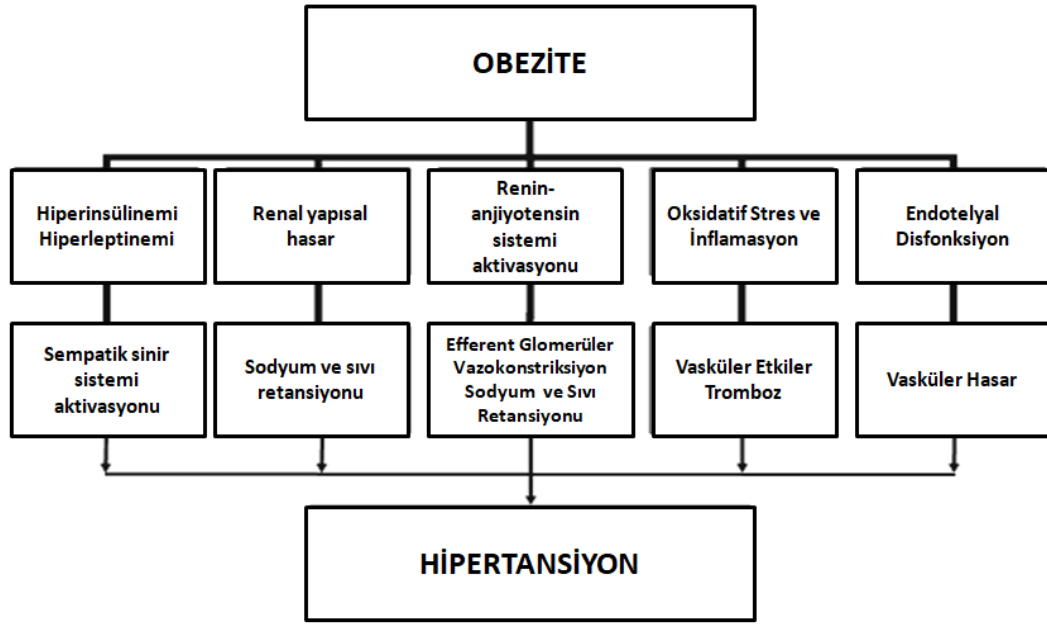 OBEZİTE
Hiperinsülinemi
Hiperleptinemi
Renal yapısal
hasar
Renin-
anjiyotensin
sistemi
aktivasyonu
Oksidatif Stres ve
İnflamasyon
Endotelyal
Disfonksiyon
Sempatik sinir
sistemi
aktivasyonu
Sodyum ve sıvı
retansiyonu
Efferent Glomerüler
Vazokonstriksiyon
Sodyum ve Sıvı
Retansiyonu
Vasküler Etkiler
Tromboz
Vasküler Hasar
HİPERTANSİYON